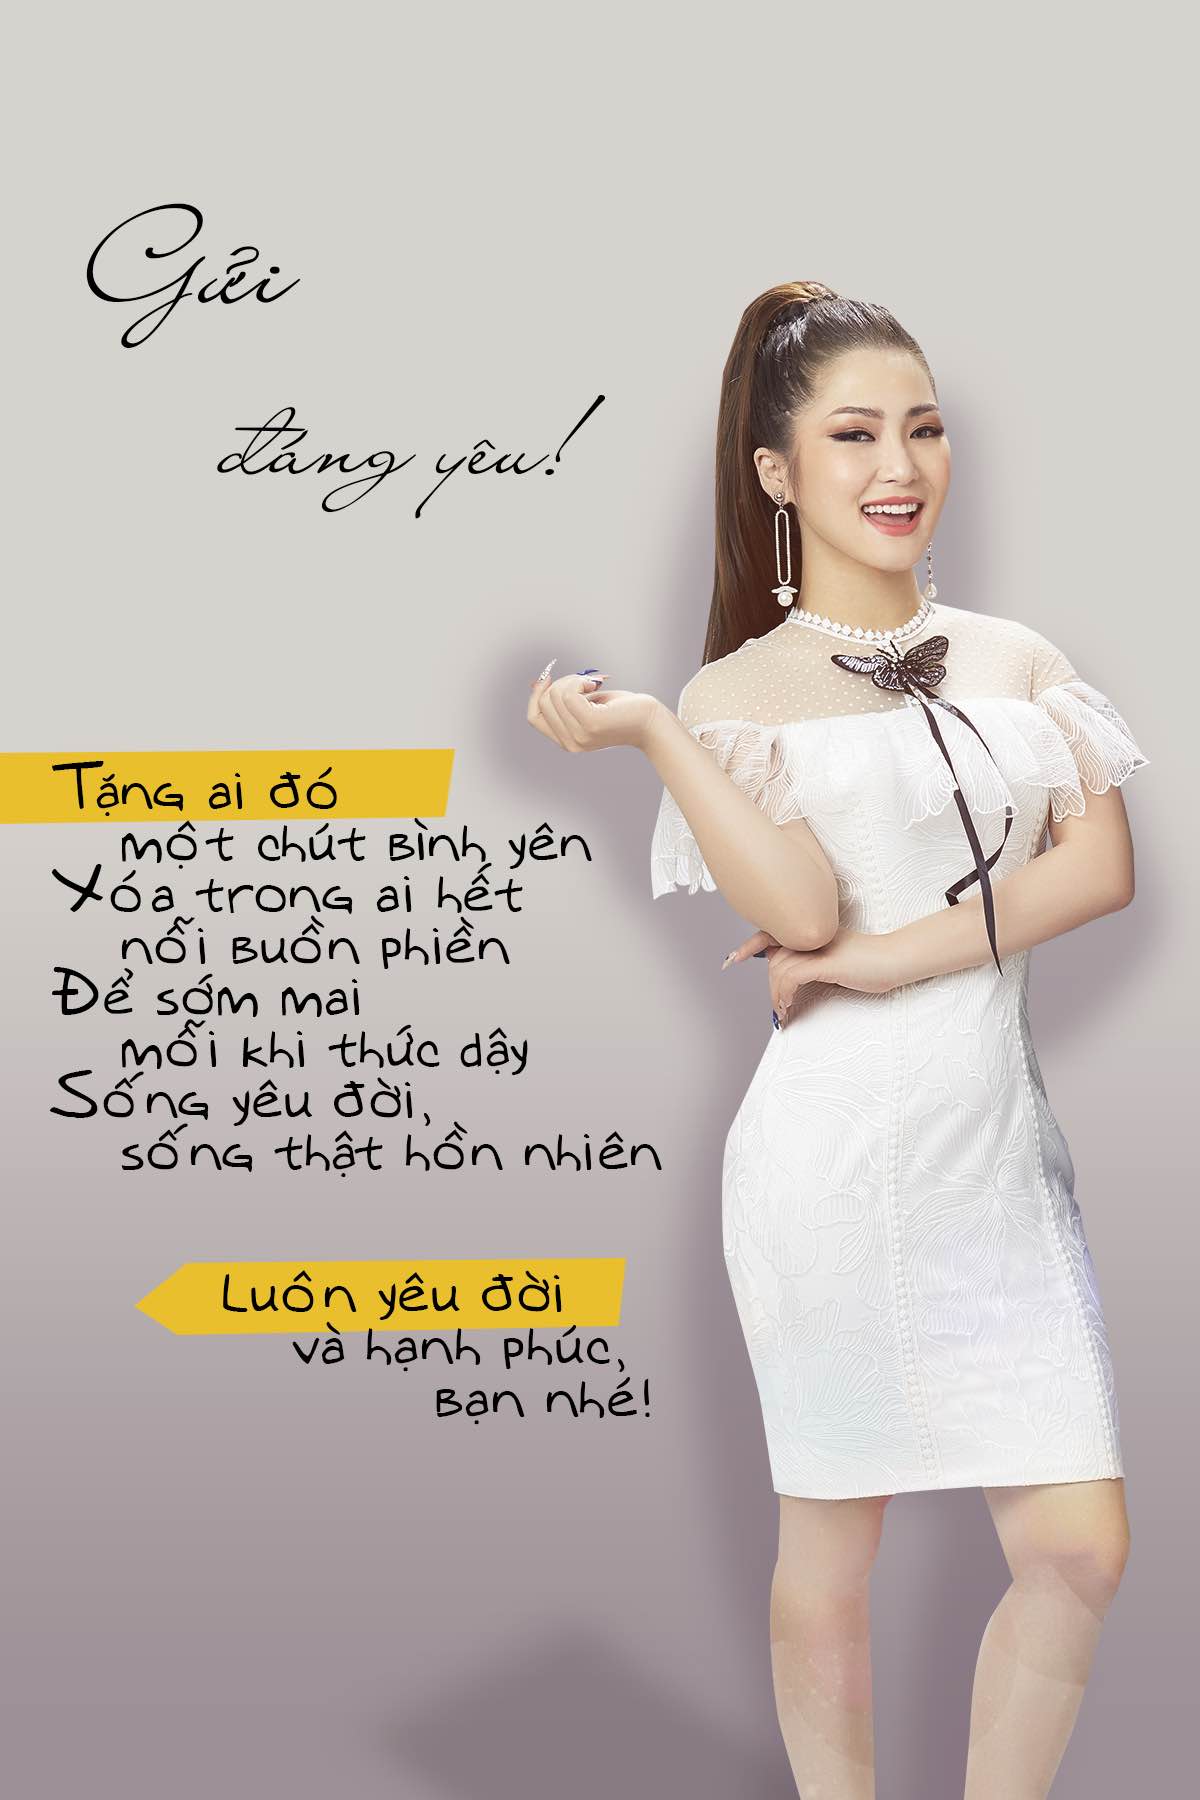 Gửi
đáng yêu!
Tặng ai đó
một chút bình yên
Xóa trong ai hết
nỗi buồn phiền
Để sớm mai
mỗi khi thức dậy
Sống yêu đời,
sống thật hồn nhiên
Luôn yêu đời
và hạnh phúc,
bạn nhé!